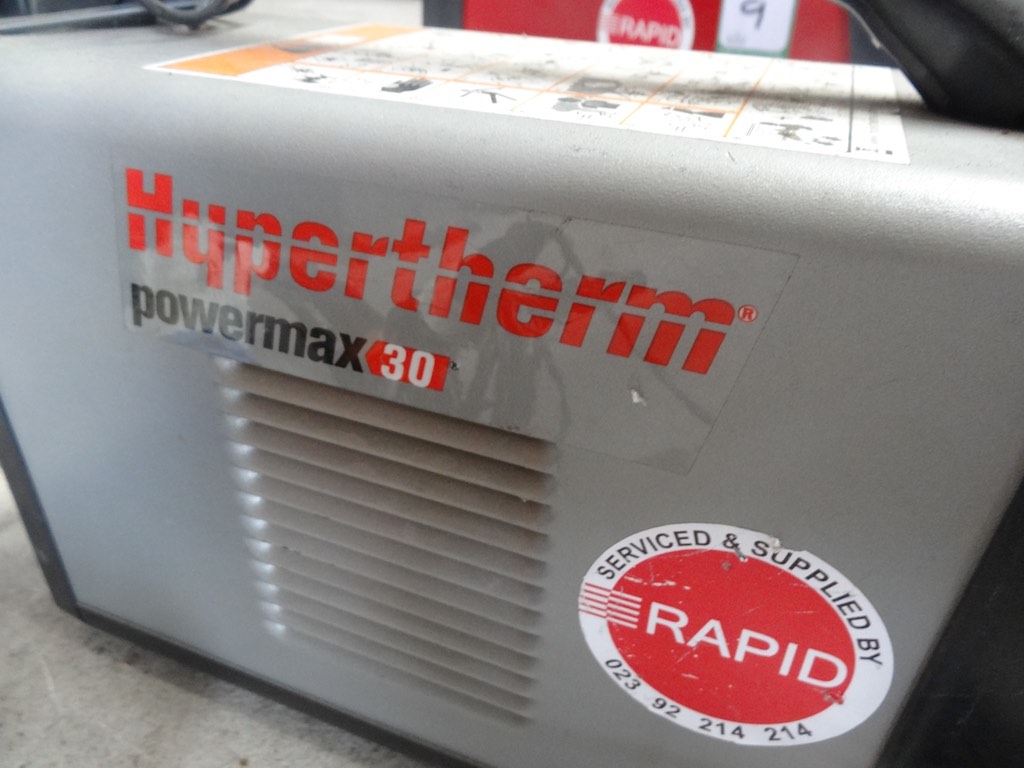 RAPID
9
Hypertherm®
powermax 30
SERVICED & SUPPLIED BY
RAPID
023 92 214 214